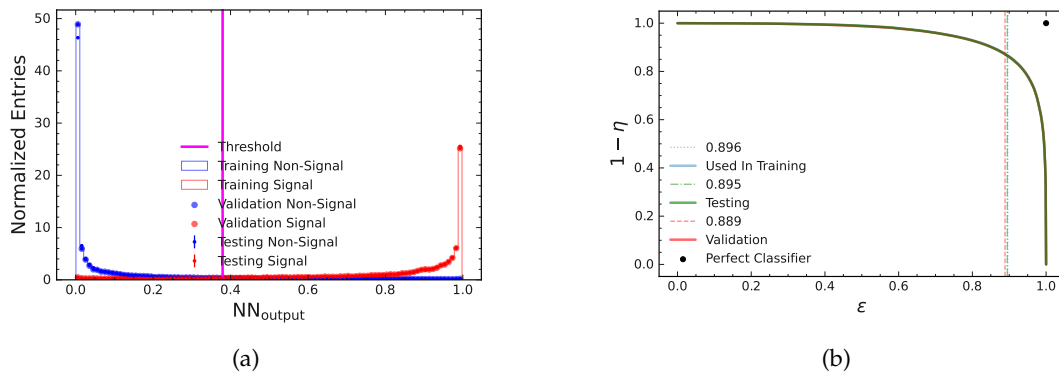 50
40
30
20
10
0
Normalized Entries
Threshold
Training Non-Signal
Training Signal
Validation Non-Signal
Validation Signal
Testing Non-Signal
Testing Signal
0.0 0.2 0.4 0.6 0.8 1.0
NN_output
(a)
1.0
0.8
0.6
0.4
0.2
0.0
1 − η
0.896
Used In Training
0.895
Testing
0.889
Validation
Perfect Classifier
0.0 0.2 0.4 0.6 0.8 1.0
ε
(b)